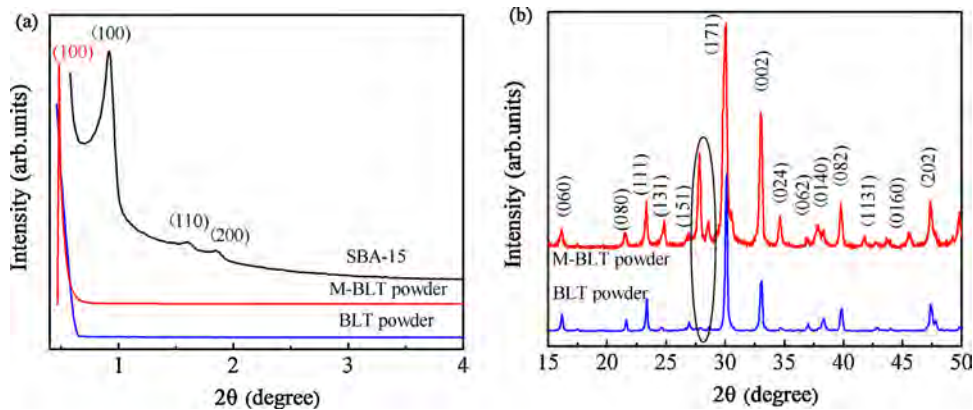 (a)
(100)
(100)
(110)
(200)
SBA-15
M-BLT powder
BLT powder
Intensity (arb.units)
1
2
3
4
2θ (degree)
(b)
(060)
(080)
(111)
(131)
(151)
(171)
(002)
(024)
(062)
(0140)
(082)
(1131)
(0160)
(202)
M-BLT powder
BLT powder
Intensity (arb.units)
15
20
25
30
35
40
45
50
2θ (degree)